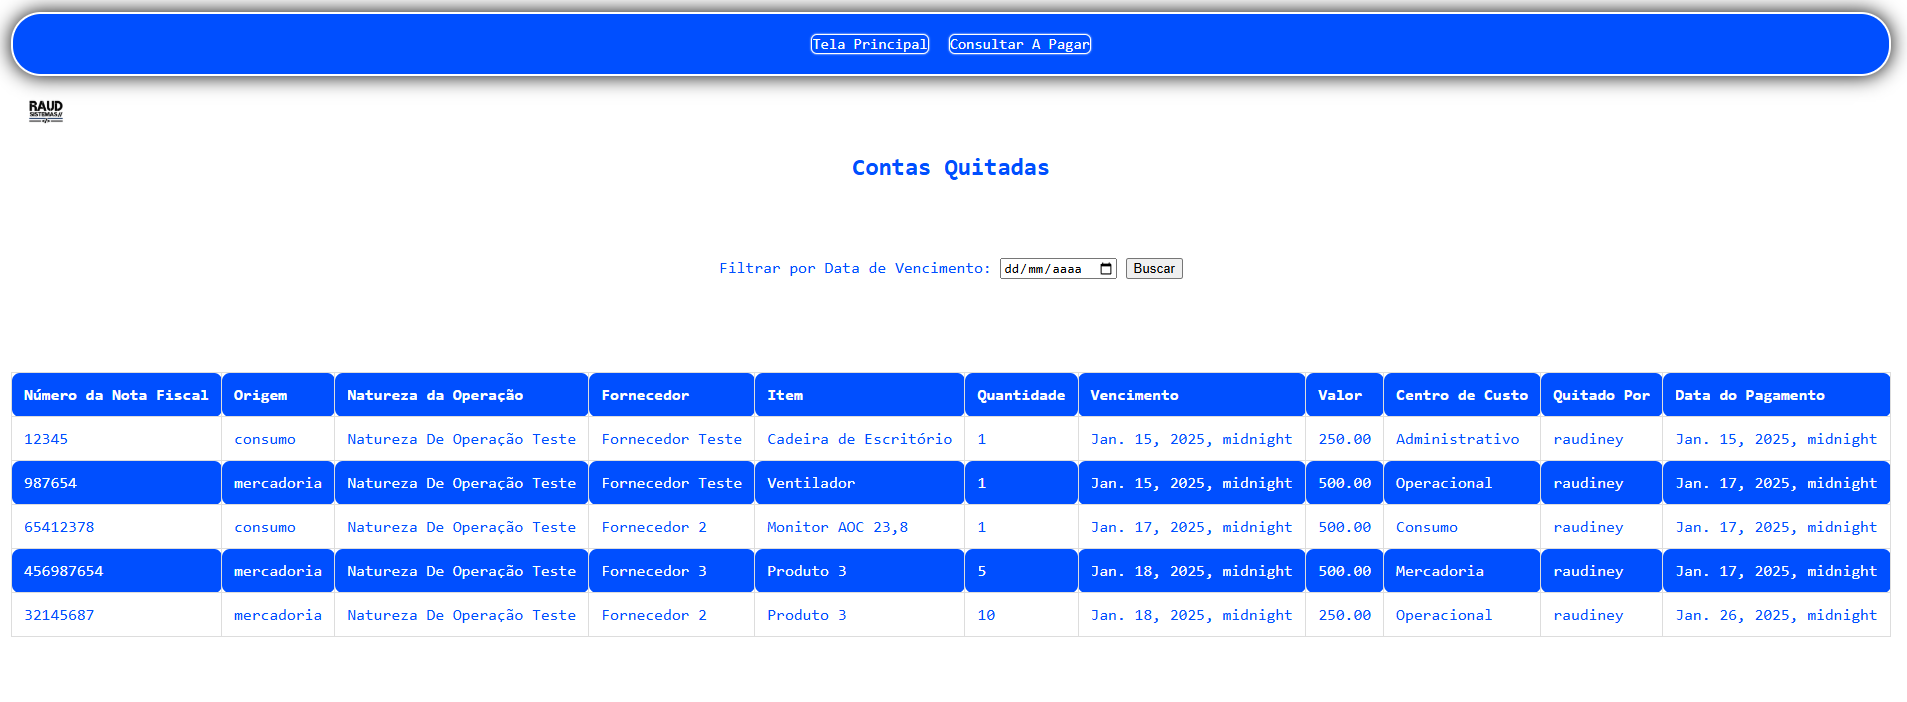 Tela Principal Consultar A Pagar
RAUD
SISTEMAS//
</>
Contas Quitadas
Filtrar por Data de Vencimento: dd/mm/aaaa Buscar
Número da Nota Fiscal Origem Natureza da Operação Fornecedor Item Quantidade Vencimento Valor Centro de Custo Quitado Por Data do Pagamento
12345 consumo Natureza De Operação Teste Fornecedor Teste Cadeira de Escritório 1 Jan. 15, 2025, midnight 250.00 Administrativo raudiney Jan. 15, 2025, midnight
987654 mercadoria Natureza De Operação Teste Fornecedor Teste Ventilador 1 Jan. 15, 2025, midnight 500.00 Operacional raudiney Jan. 17, 2025, midnight
65412378 consumo Natureza De Operação Teste Fornecedor 2 Monitor AOC 23,8 1 Jan. 17, 2025, midnight 500.00 Consumo raudiney Jan. 17, 2025, midnight
456987654 mercadoria Natureza De Operação Teste Fornecedor 3 Produto 3 5 Jan. 18, 2025, midnight 500.00 Mercadoria raudiney Jan. 17, 2025, midnight
32145687 mercadoria Natureza De Operação Teste Fornecedor 2 Produto 3 10 Jan. 18, 2025, midnight 250.00 Operacional raudiney Jan. 26, 2025, midnight